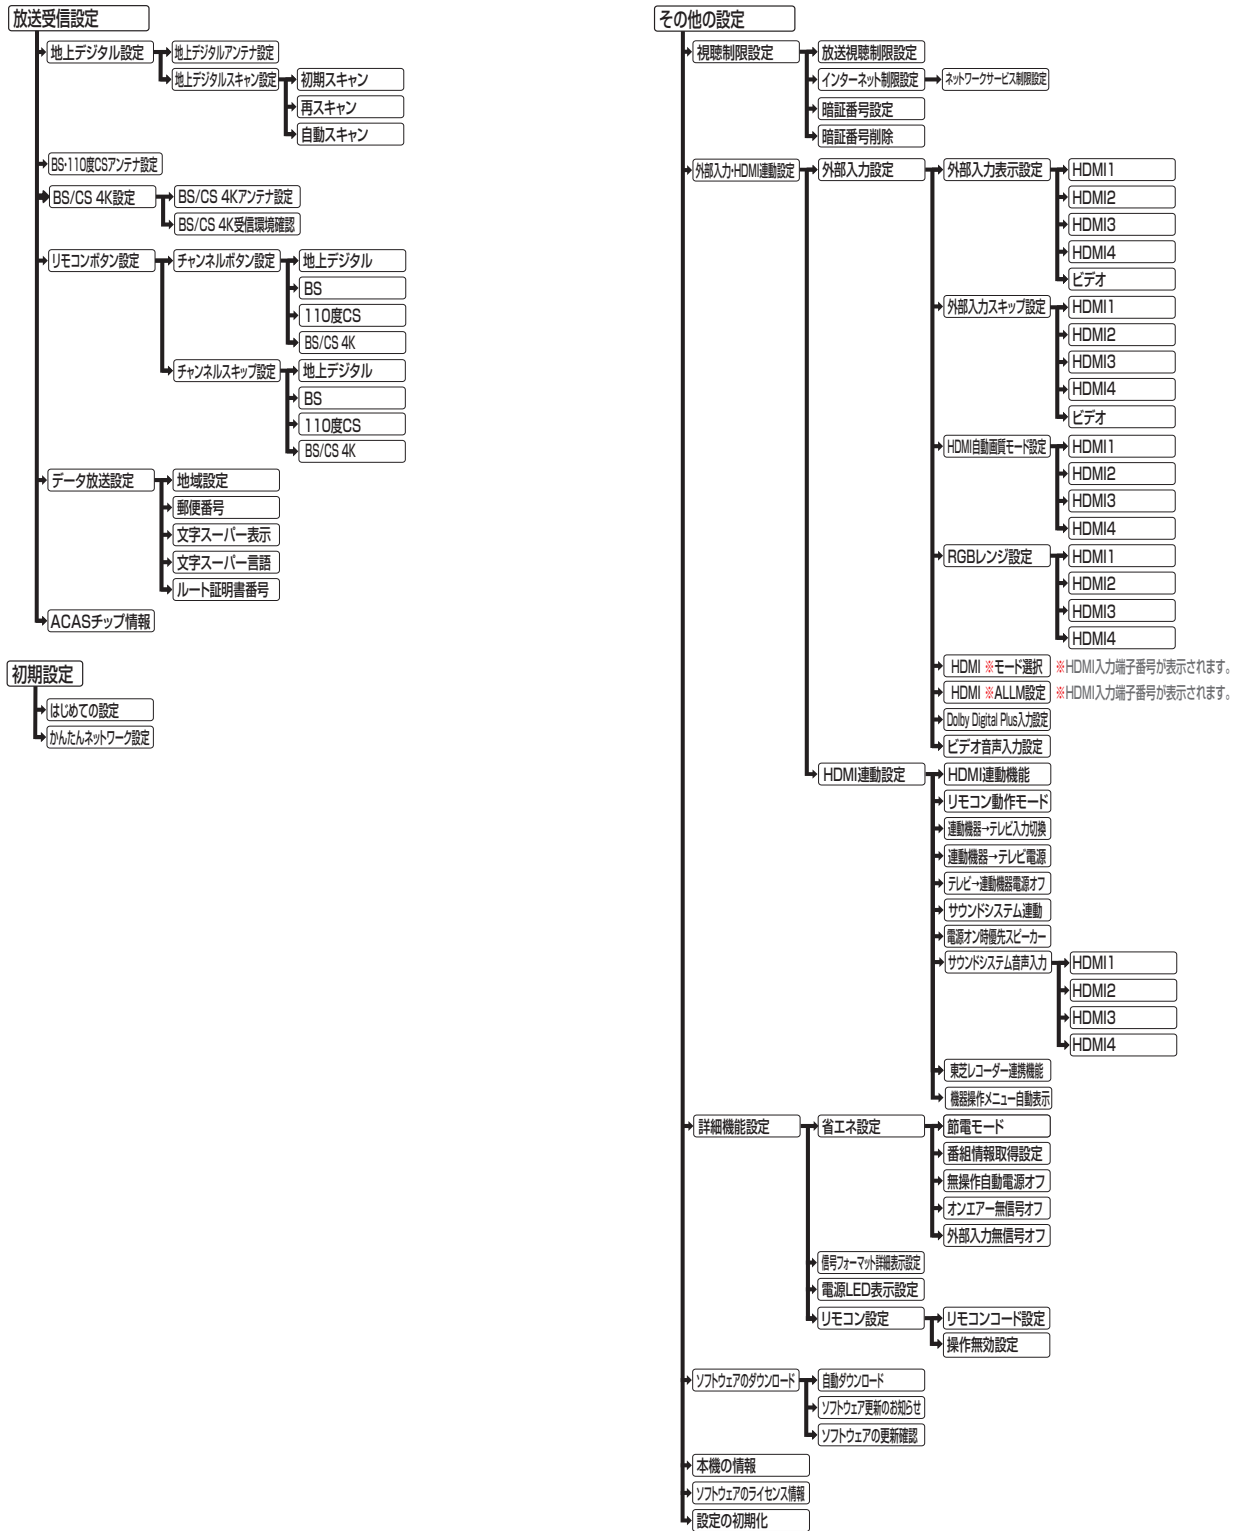 放送受信設定
地上デジタル設定
地上デジタルアンテナ設定
地上デジタルスキャン設定
初期スキャン
再スキャン
自動スキャン
BS・110度CSアンテナ設定
BS/CS 4K設定
BS/CS 4Kアンテナ設定
BS/CS 4K受信環境確認
リモコンボタン設定
チャンネルボタン設定
地上デジタル
BS
110度CS
BS/CS 4K
チャンネルスキップ設定
地上デジタル
BS
110度CS
BS/CS 4K
データ放送設定
地域設定
郵便番号
文字スーパー表示
文字スーパー言語
ルート証明書番号
ACASチップ情報
初期設定
はじめての設定
かんたんネットワーク設定
その他の設定
視聴制限設定
放送視聴制限設定
インターネット制限設定
ネットワークサービス制限設定
暗証番号設定
暗証番号削除
外部入力・HDMI連動設定
外部入力設定
外部入力表示設定
HDMI1
HDMI2
HDMI3
HDMI4
ビデオ
外部入力スキップ設定
HDMI1
HDMI2
HDMI3
HDMI4
ビデオ
HDMI自動画質モード設定
HDMI1
HDMI2
HDMI3
HDMI4
RGBレンジ設定
HDMI1
HDMI2
HDMI3
HDMI4
HDMI ※モード選択 ※HDMI入力端子番号が表示されます。
HDMI ※ALLM設定 ※HDMI入力端子番号が表示されます。
Dolby Digital Plus入力設定
ビデオ音声入力設定
HDMI連動設定
HDMI連動機能
リモコン動作モード
連動機器→テレビ入力切換
連動機器→テレビ電源
テレビ→連動機器電源オフ
サウンドシステム連動
電源オン時優先スピーカー
サウンドシステム音声入力
HDMI1
HDMI2
HDMI3
HDMI4
東芝レコーダー連携機能
機器操作メニュー自動表示
詳細機能設定
省エネ設定
節電モード
番組情報取得設定
無操作自動電源オフ
オンエアー無信号オフ
外部入力無信号オフ
信号フォーマット詳細表示設定
電源LED表示設定
リモコン設定
リモコンコード設定
操作無効設定
ソフトウェアのダウンロード
自動ダウンロード
ソフトウェア更新のお知らせ
ソフトウェアの更新確認
本機の情報
ソフトウェアのライセンス情報
設定の初期化